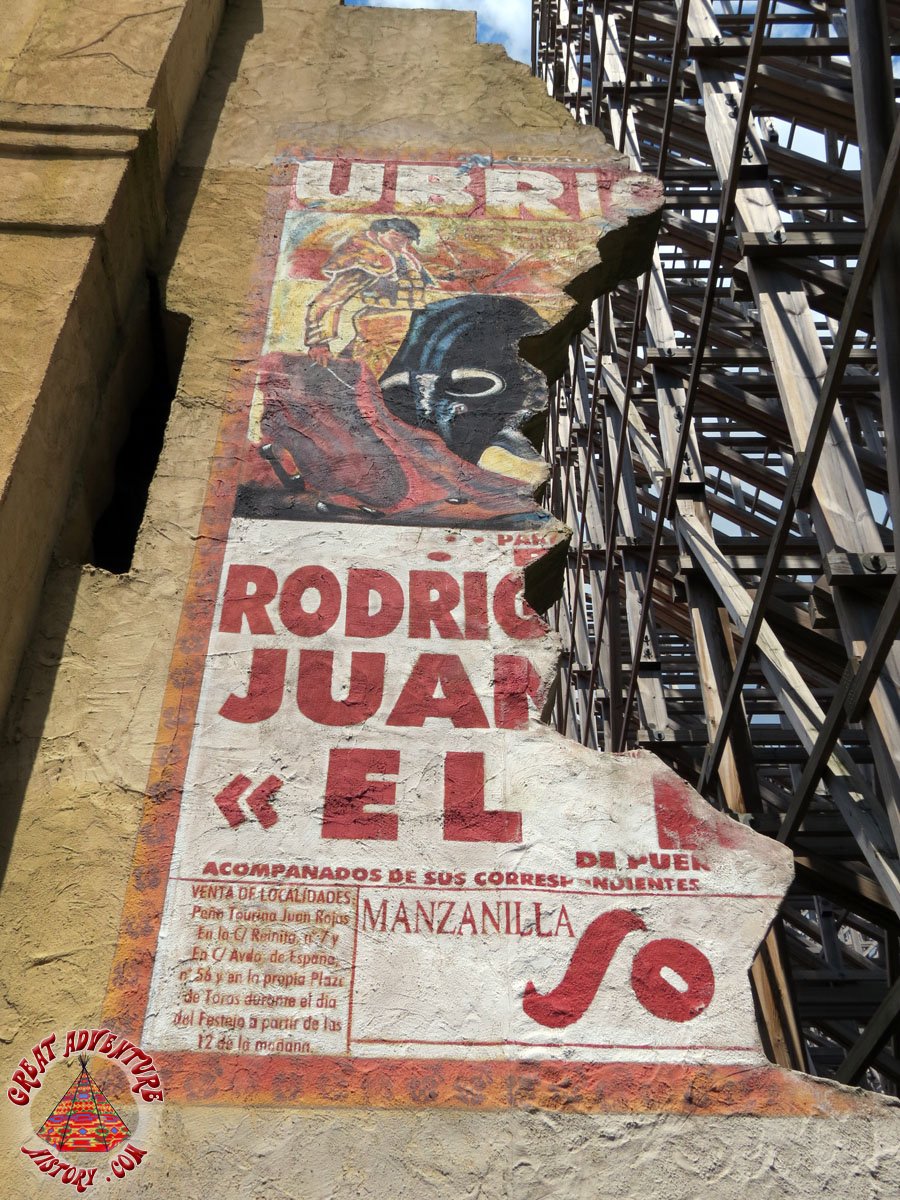 UBRI
PAR
RODRIG
JUAN
« EL
DE PUER
ACOMPANADOS DE SUS CORRESPONDIENTES
VENTA DE LOCALIDADES
Peña Taurina Juan Rojas
En la C/ Reinita, nº 7 y
En C/ Avda. de España,
nº 56 y en la propia Plaza
de Toros durante el día
del Festejo a partir de las
12 de la mañana.
MANZANILLA
SO
GREAT ADVENTURE
HISTORY.COM